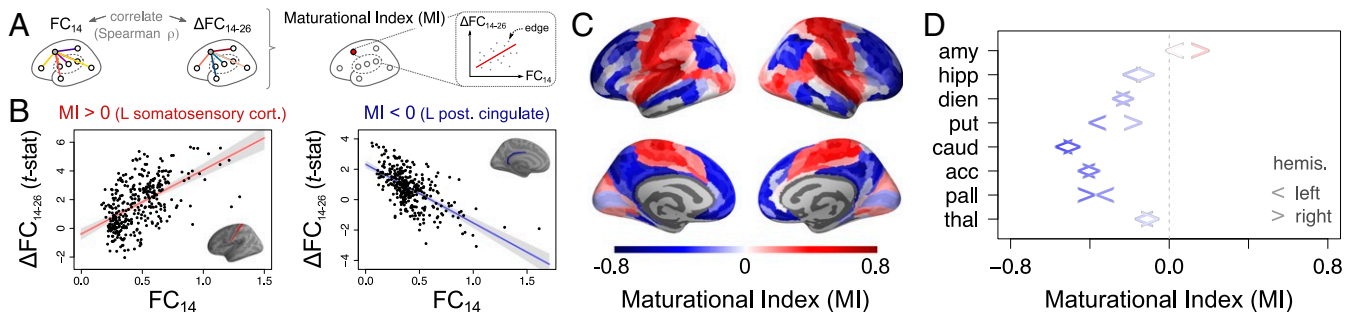 A
FC14
correlate
(Spearman ρ)
ΔFC14-26
Maturational Index (MI)
ΔFC14-26
edge
FC14
B
MI > 0 (L somatosensory cort.)
ΔFC14-26 (t-stat)
6
4
2
0
-2
0.0 0.5 1.0 1.5
FC14
MI < 0 (L post. cingulate)
ΔFC14-26 (t-stat)
4
2
0
-2
-4
0.0 0.5 1.0 1.5
FC14
C
-0.8 0 0.8
Maturational Index (MI)
D
amy
hipp
dien
put
caud
acc
pall
thal
hemis.
< left
> right
−0.8 0.0 0.8
Maturational Index (MI)